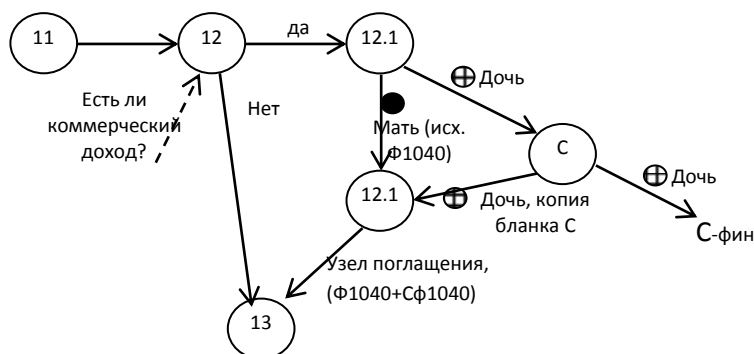 11
12
да
12.1
Дочь
Есть ли
коммерческий
доход?
Нет
Мать (исх.
Ф1040)
С
Дочь
12.1
Дочь, копия
бланка С
С-фин
Узел поглащения,
(Ф1040+Сф1040)
13